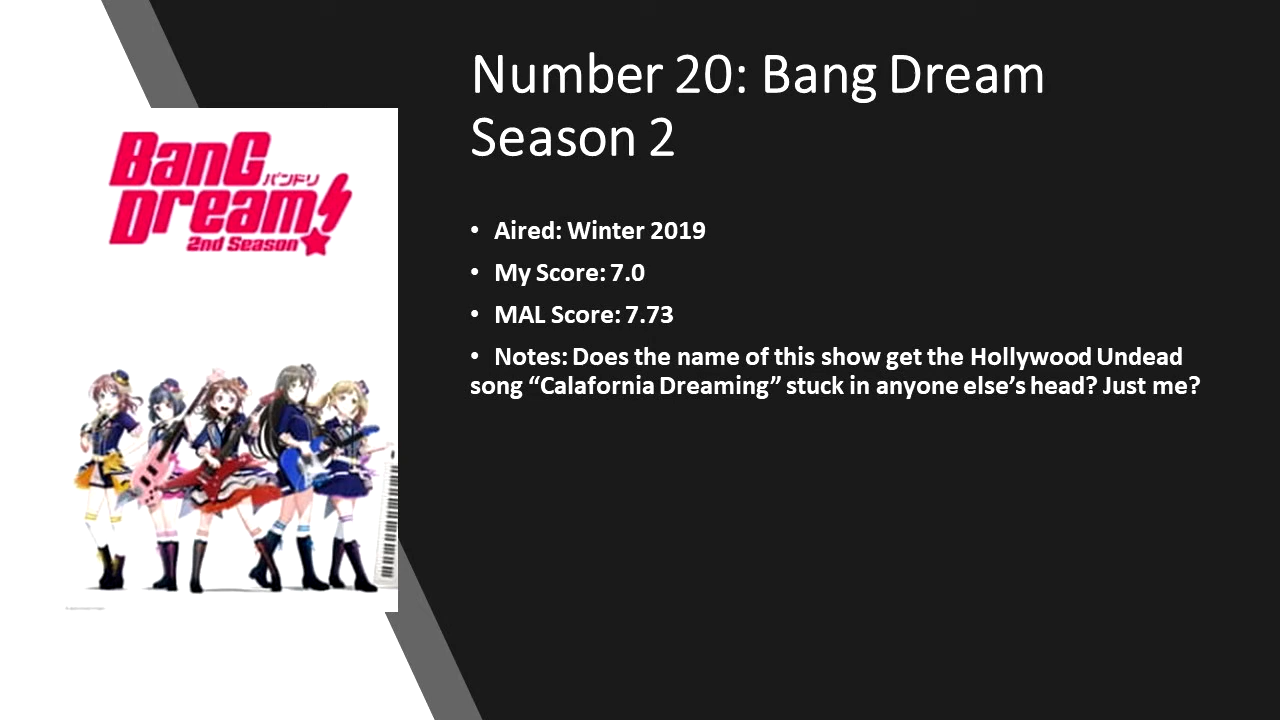 BanG
バンドリ
Dream!
2nd Season
Number 20: Bang Dream
Season 2
• Aired: Winter 2019
• My Score: 7.0
• MAL Score: 7.73
• Notes: Does the name of this show get the Hollywood Undead
song “Calafornia Dreaming” stuck in anyone else’s head? Just me?